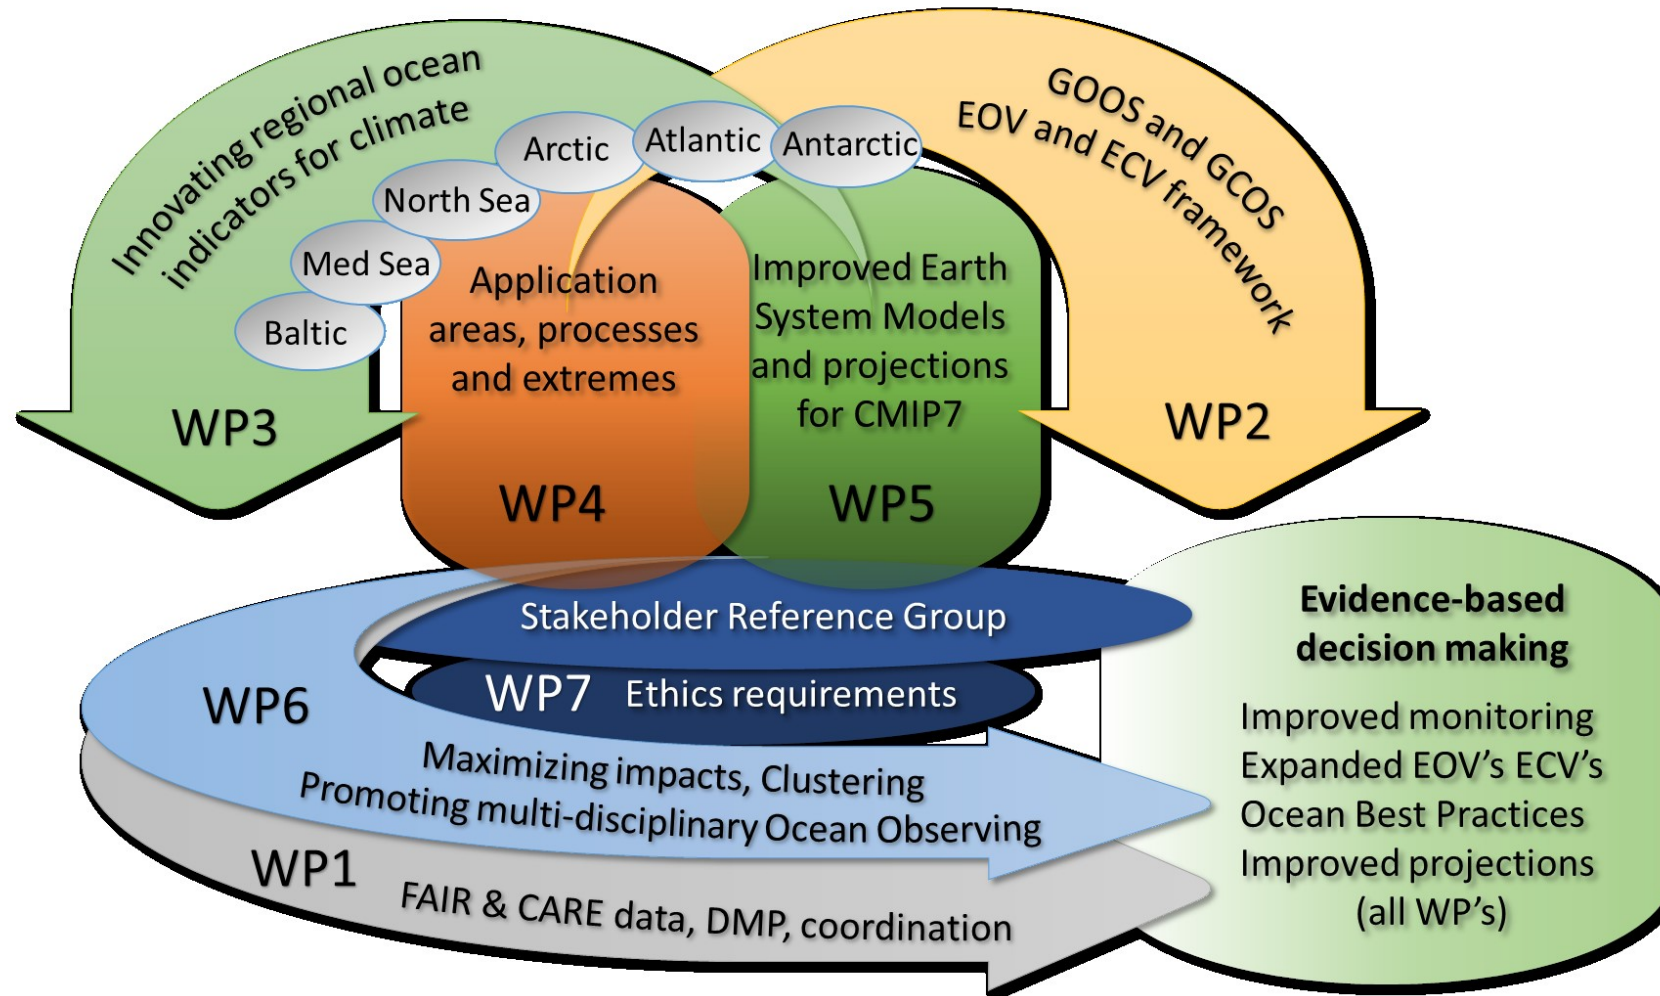 Innovating regional ocean
indicators for climate
WP3
Baltic
Med Sea
North Sea
Arctic
Atlantic
Antarctic
GOOS and GCOS
EOV and ECV framework
WP2
Application
areas, processes
and extremes
WP4
Improved Earth
System Models
and projections
for CMIP7
WP5
Stakeholder Reference Group
WP7 Ethics requirements
WP6
Maximizing impacts, Clustering
Promoting multi-disciplinary Ocean Observing
WP1
FAIR & CARE data, DMP, coordination
Evidence-based
decision making
Improved monitoring
Expanded EOV’s ECV’s
Ocean Best Practices
Improved projections
(all WP’s)